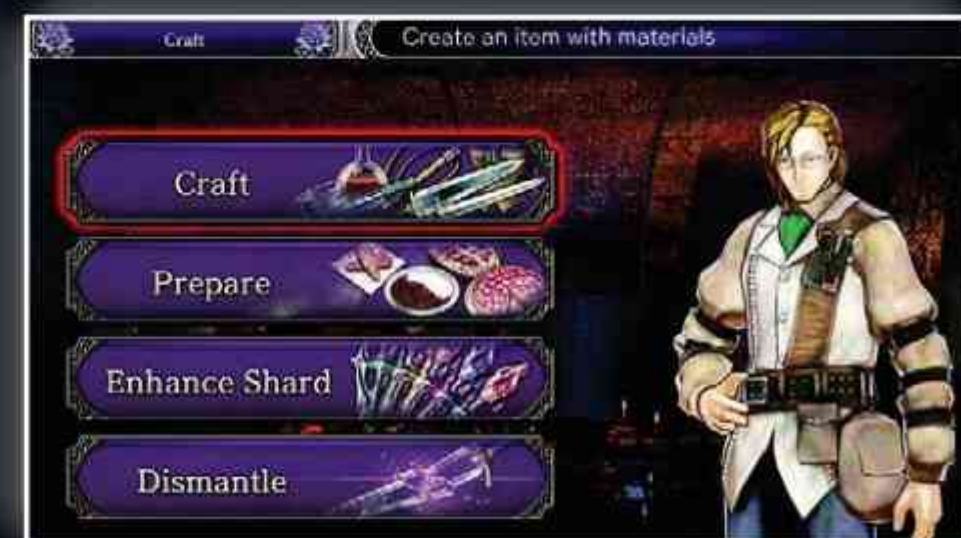 Craft
Create an item with materials
Craft
Prepare
Enhance Shard
Dismantle